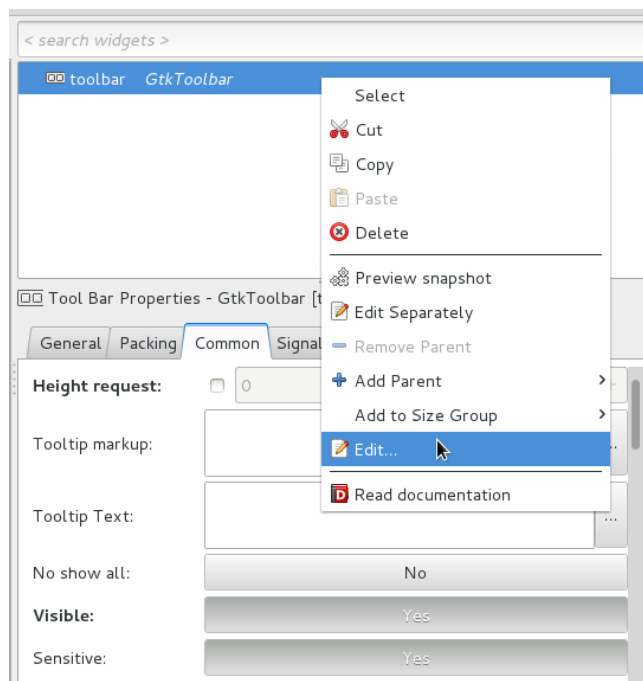 < search widgets >
toolbar GtkToolbar
Select
Cut
Copy
Paste
Delete
Preview snapshot
Edit Separately
Remove Parent
Add Parent
Add to Size Group
Edit...
Read documentation
Tool Bar Properties - GtkToolbar [t
General Packing Common Signal
Height request: 0
Tooltip markup:
Tooltip Text: ...
No show all: No
Visible: Yes
Sensitive: Yes